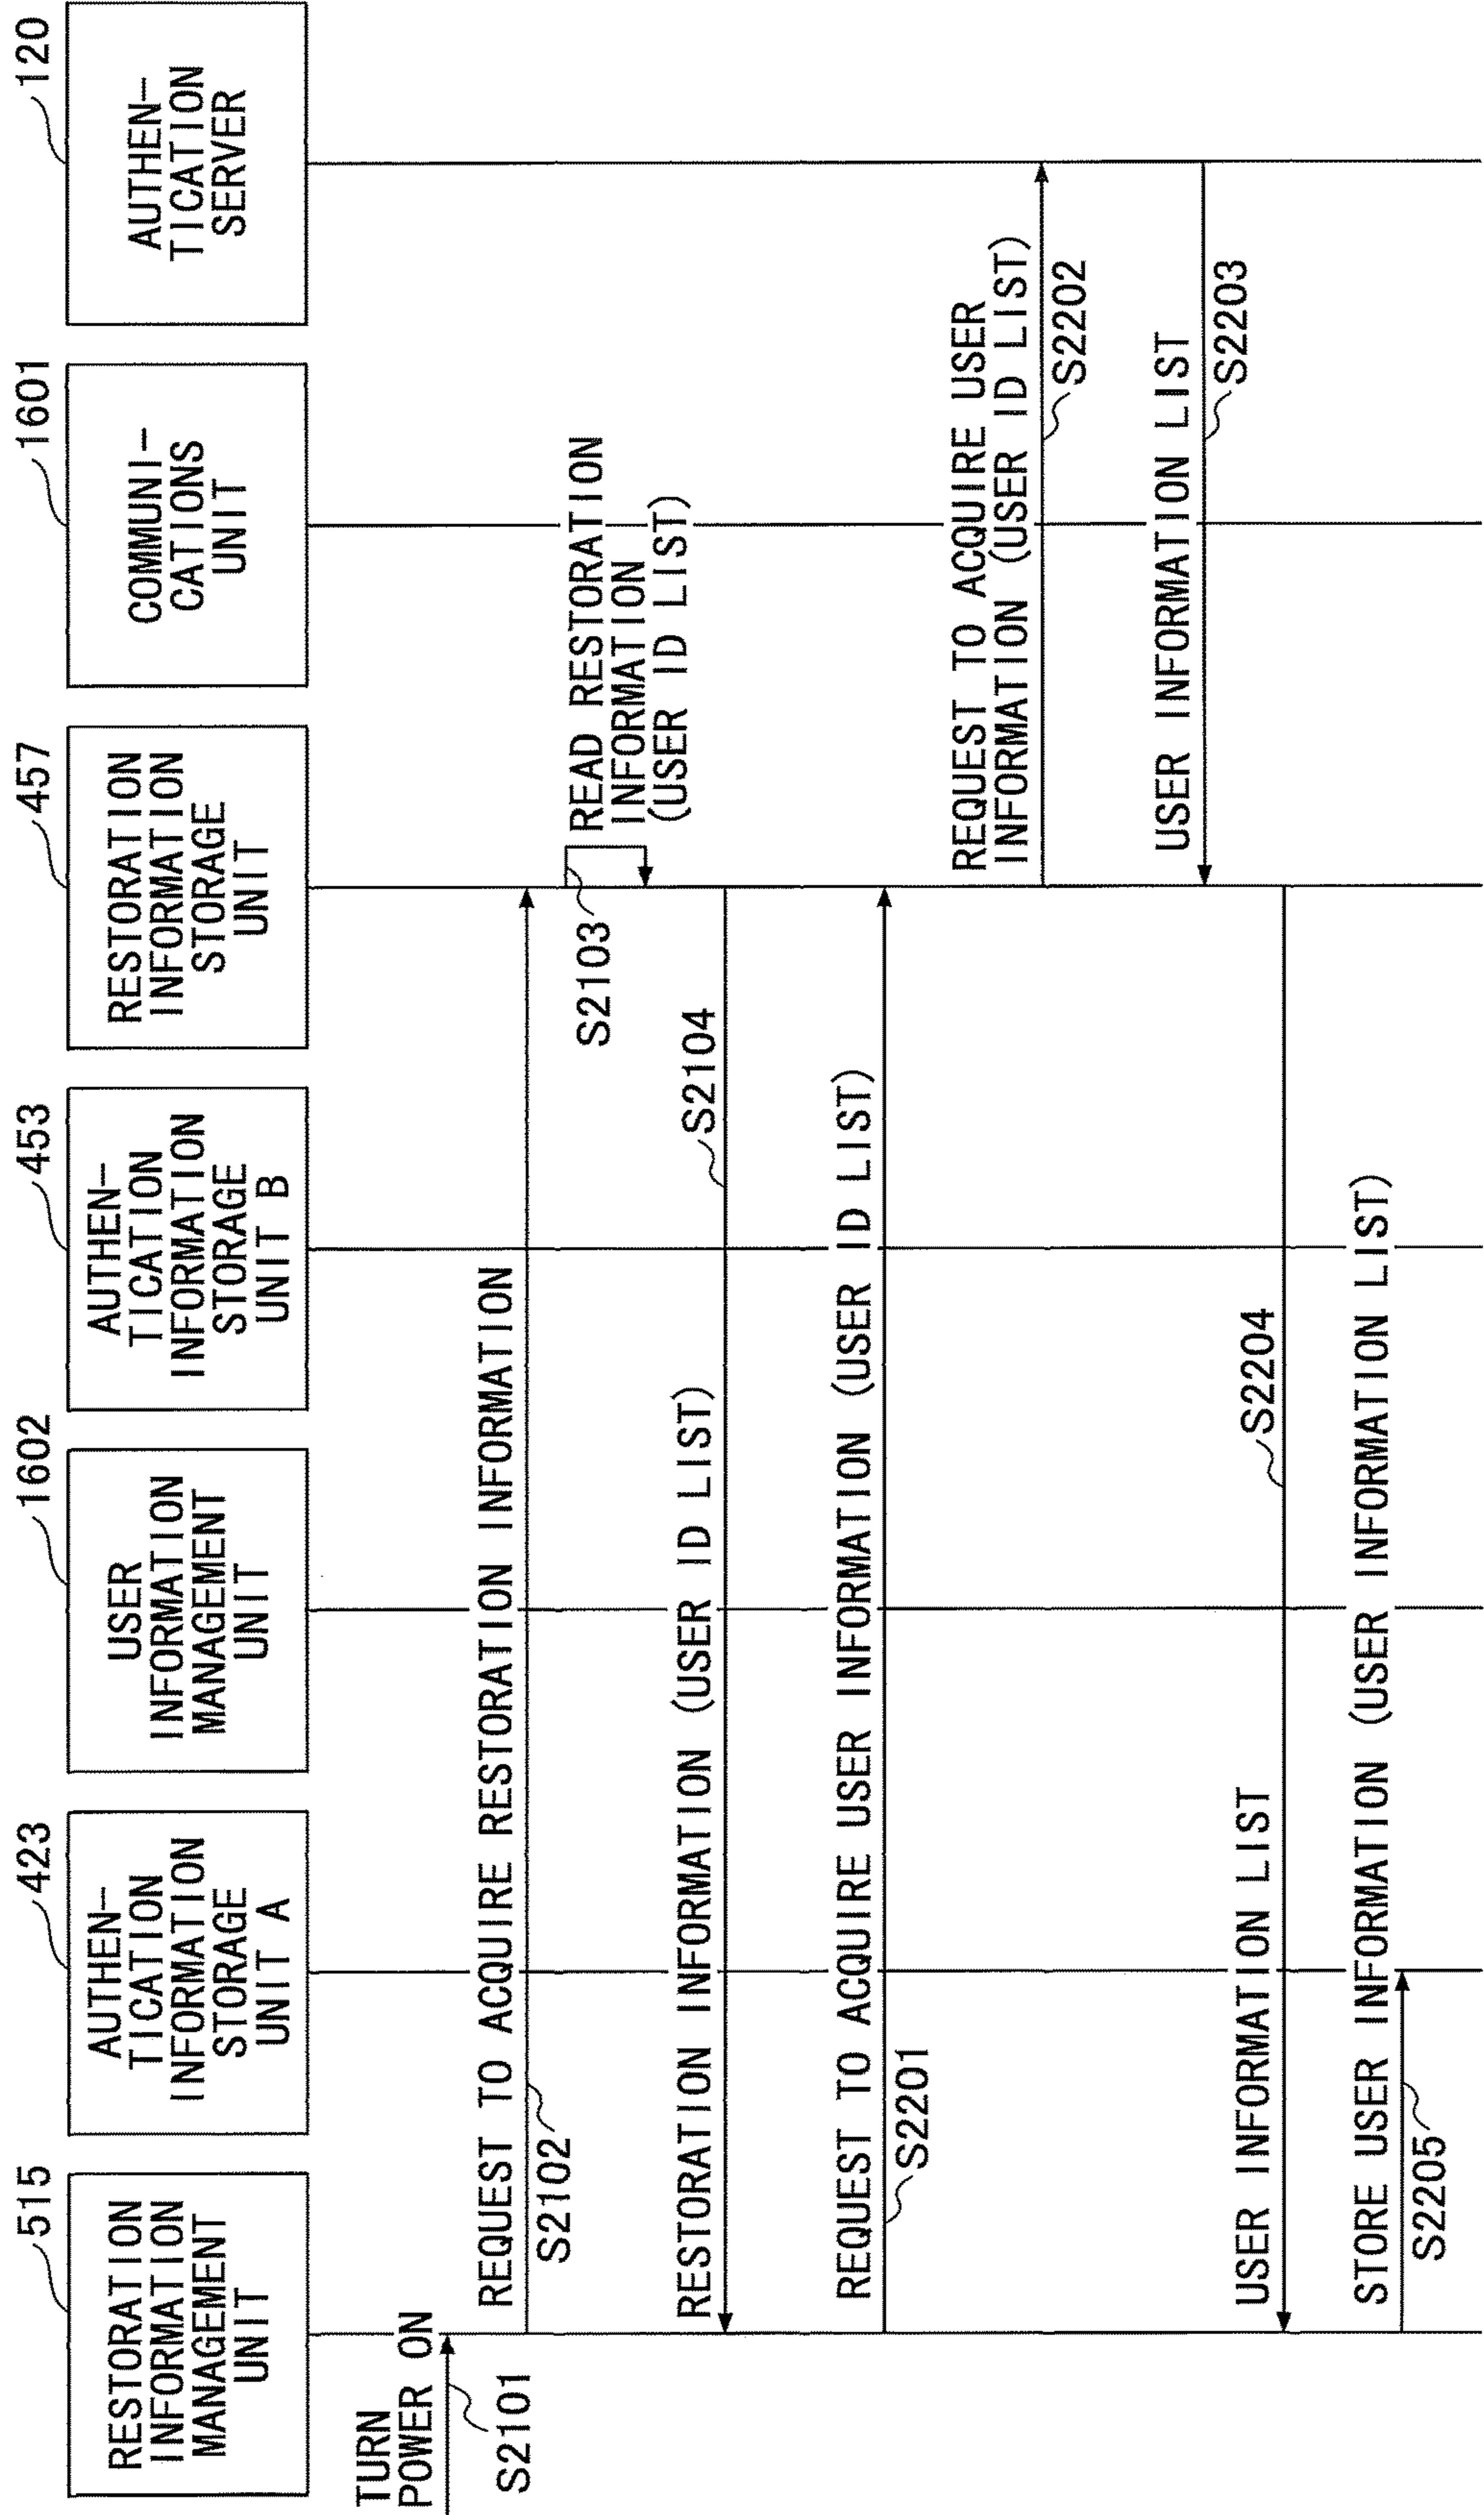 515
RESTORATION
INFORMATION
MANAGEMENT
UNIT
423
AUTHEN-
TICATION
INFORMATION
STORAGE
UNIT A
1602
USER
INFORMATION
MANAGEMENT
UNIT
453
AUTHEN-
TICATION
INFORMATION
STORAGE
UNIT B
457
RESTORATION
INFORMATION
STORAGE
UNIT
1601
COMMUNI-
CATIONS
UNIT
120
AUTHEN-
TICATION
SERVER
TURN
POWER ON
S2101
REQUEST TO ACQUIRE RESTORATION INFORMATION
S2102
READ RESTORATION
INFORMATION
(USER ID LIST)
S2103
RESTORATION INFORMATION (USER ID LIST)
S2104
REQUEST TO ACQUIRE USER INFORMATION (USER ID LIST)
S2201
REQUEST TO ACQUIRE USER
INFORMATION (USER ID LIST)
S2202
USER INFORMATION LIST
S2203
USER INFORMATION LIST
S2204
STORE USER INFORMATION (USER INFORMATION LIST)
S2205